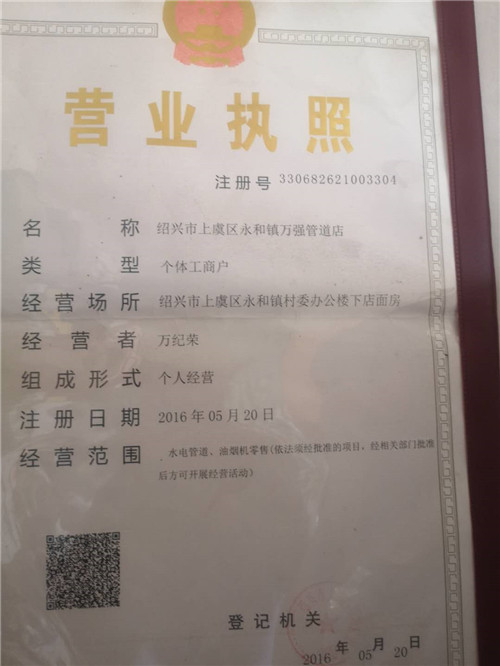 营业执照
注册号 330682621003304
名称 绍兴市上虞区永和镇万强管道店
类型 个体工商户
经营场所 绍兴市上虞区永和镇村委办公楼下店面房
经营者 万纪荣
组成形式 个人经营
注册日期 2016年05月20日
经营范围 水电管道、油烟机零售(依法须经批准的项目，经相关部门批准
后方可开展经营活动)
登记机关
2016年05月20日